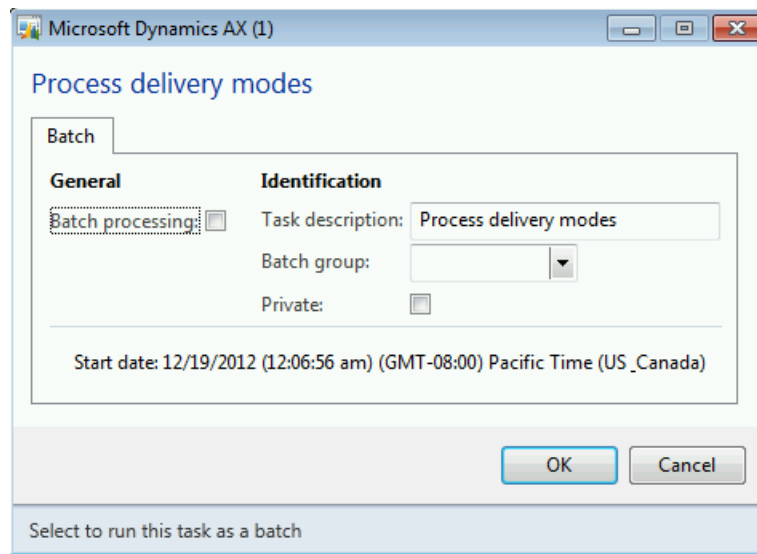 Microsoft Dynamics AX (1)
Process delivery modes
Batch
General
Identification
Batch processing:
Task description: Process delivery modes
Batch group:
Private:
Start date: 12/19/2012 (12:06:56 am) (GMT-08:00) Pacific Time (US _Canada)
OK
Cancel
Select to run this task as a batch